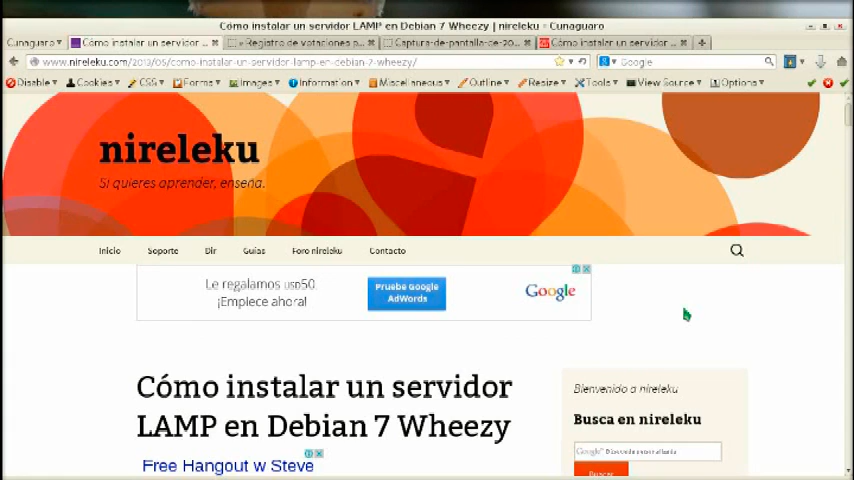 Cómo instalar un servidor LAMP en Debian 7 Wheezy | nireleku - Cunaguaro
Cunaguaro
Cómo instalar un servidor ...
Registro de votaciones p...
Captura-de-pantalla-de-20...
Cómo instalar un servidor ...
www.nireleku.com/2013/05/como-instalar-un-servidor-lamp-en-debian-7-wheezy/
Google
Disable Cookies CSS Forms Images Information Miscellaneous Outline Resize Tools View Source Options
nireleku
Si quieres aprender, enseña.
Inicio Soporte Dir Guías Foro nireleku Contacto
Le regalamos USD50
¡Empiece ahora!
Pruebe Google
AdWords
Google
Cómo instalar un servidor
LAMP en Debian 7 Wheezy
Free Hangout w Steve
Bienvenido a nireleku
Busca en nireleku
Google
Buscar